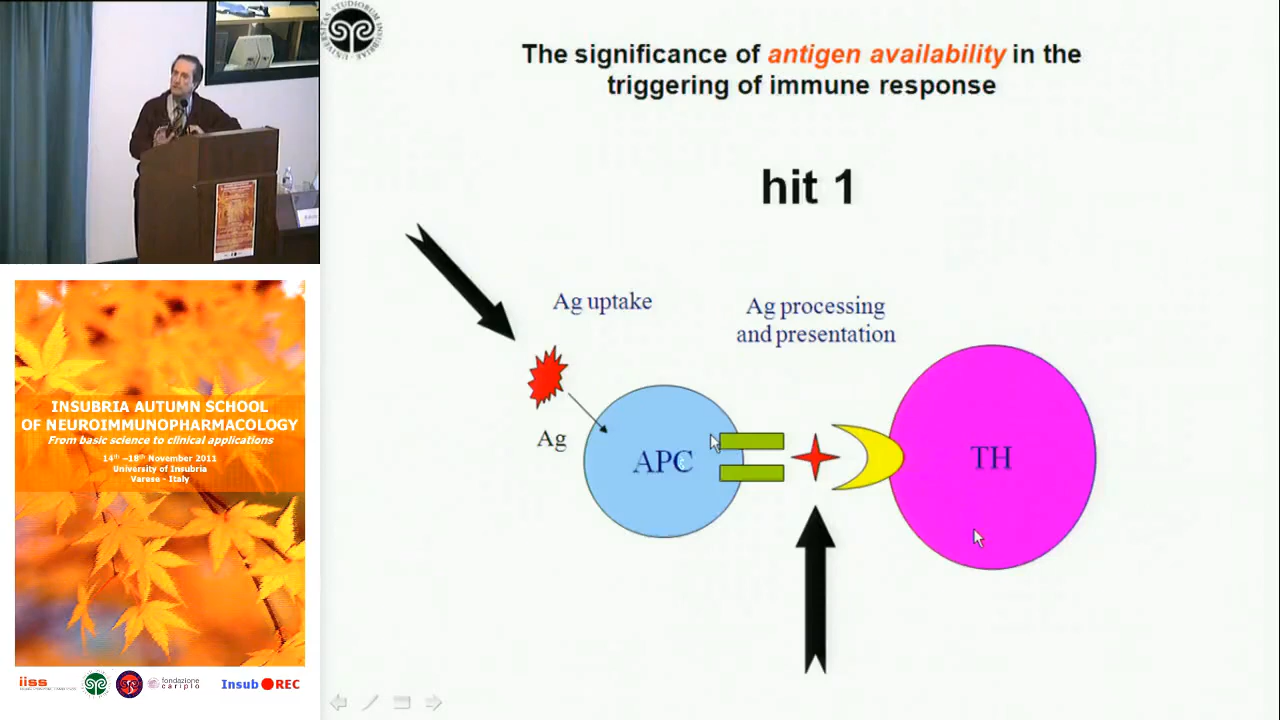 The significance of antigen availability in the
triggering of immune response
hit 1
Ag uptake
Ag processing
and presentation
Ag
APC
TH
INSUBRIA AUTUMN SCHOOL
OF NEUROIMMUNOPHARMACOLOGY
From basic science to clinical applications
14th –18th November 2011
University of Insubria
Varese - Italy
iiss
fondazione
cariplo
Insub REC